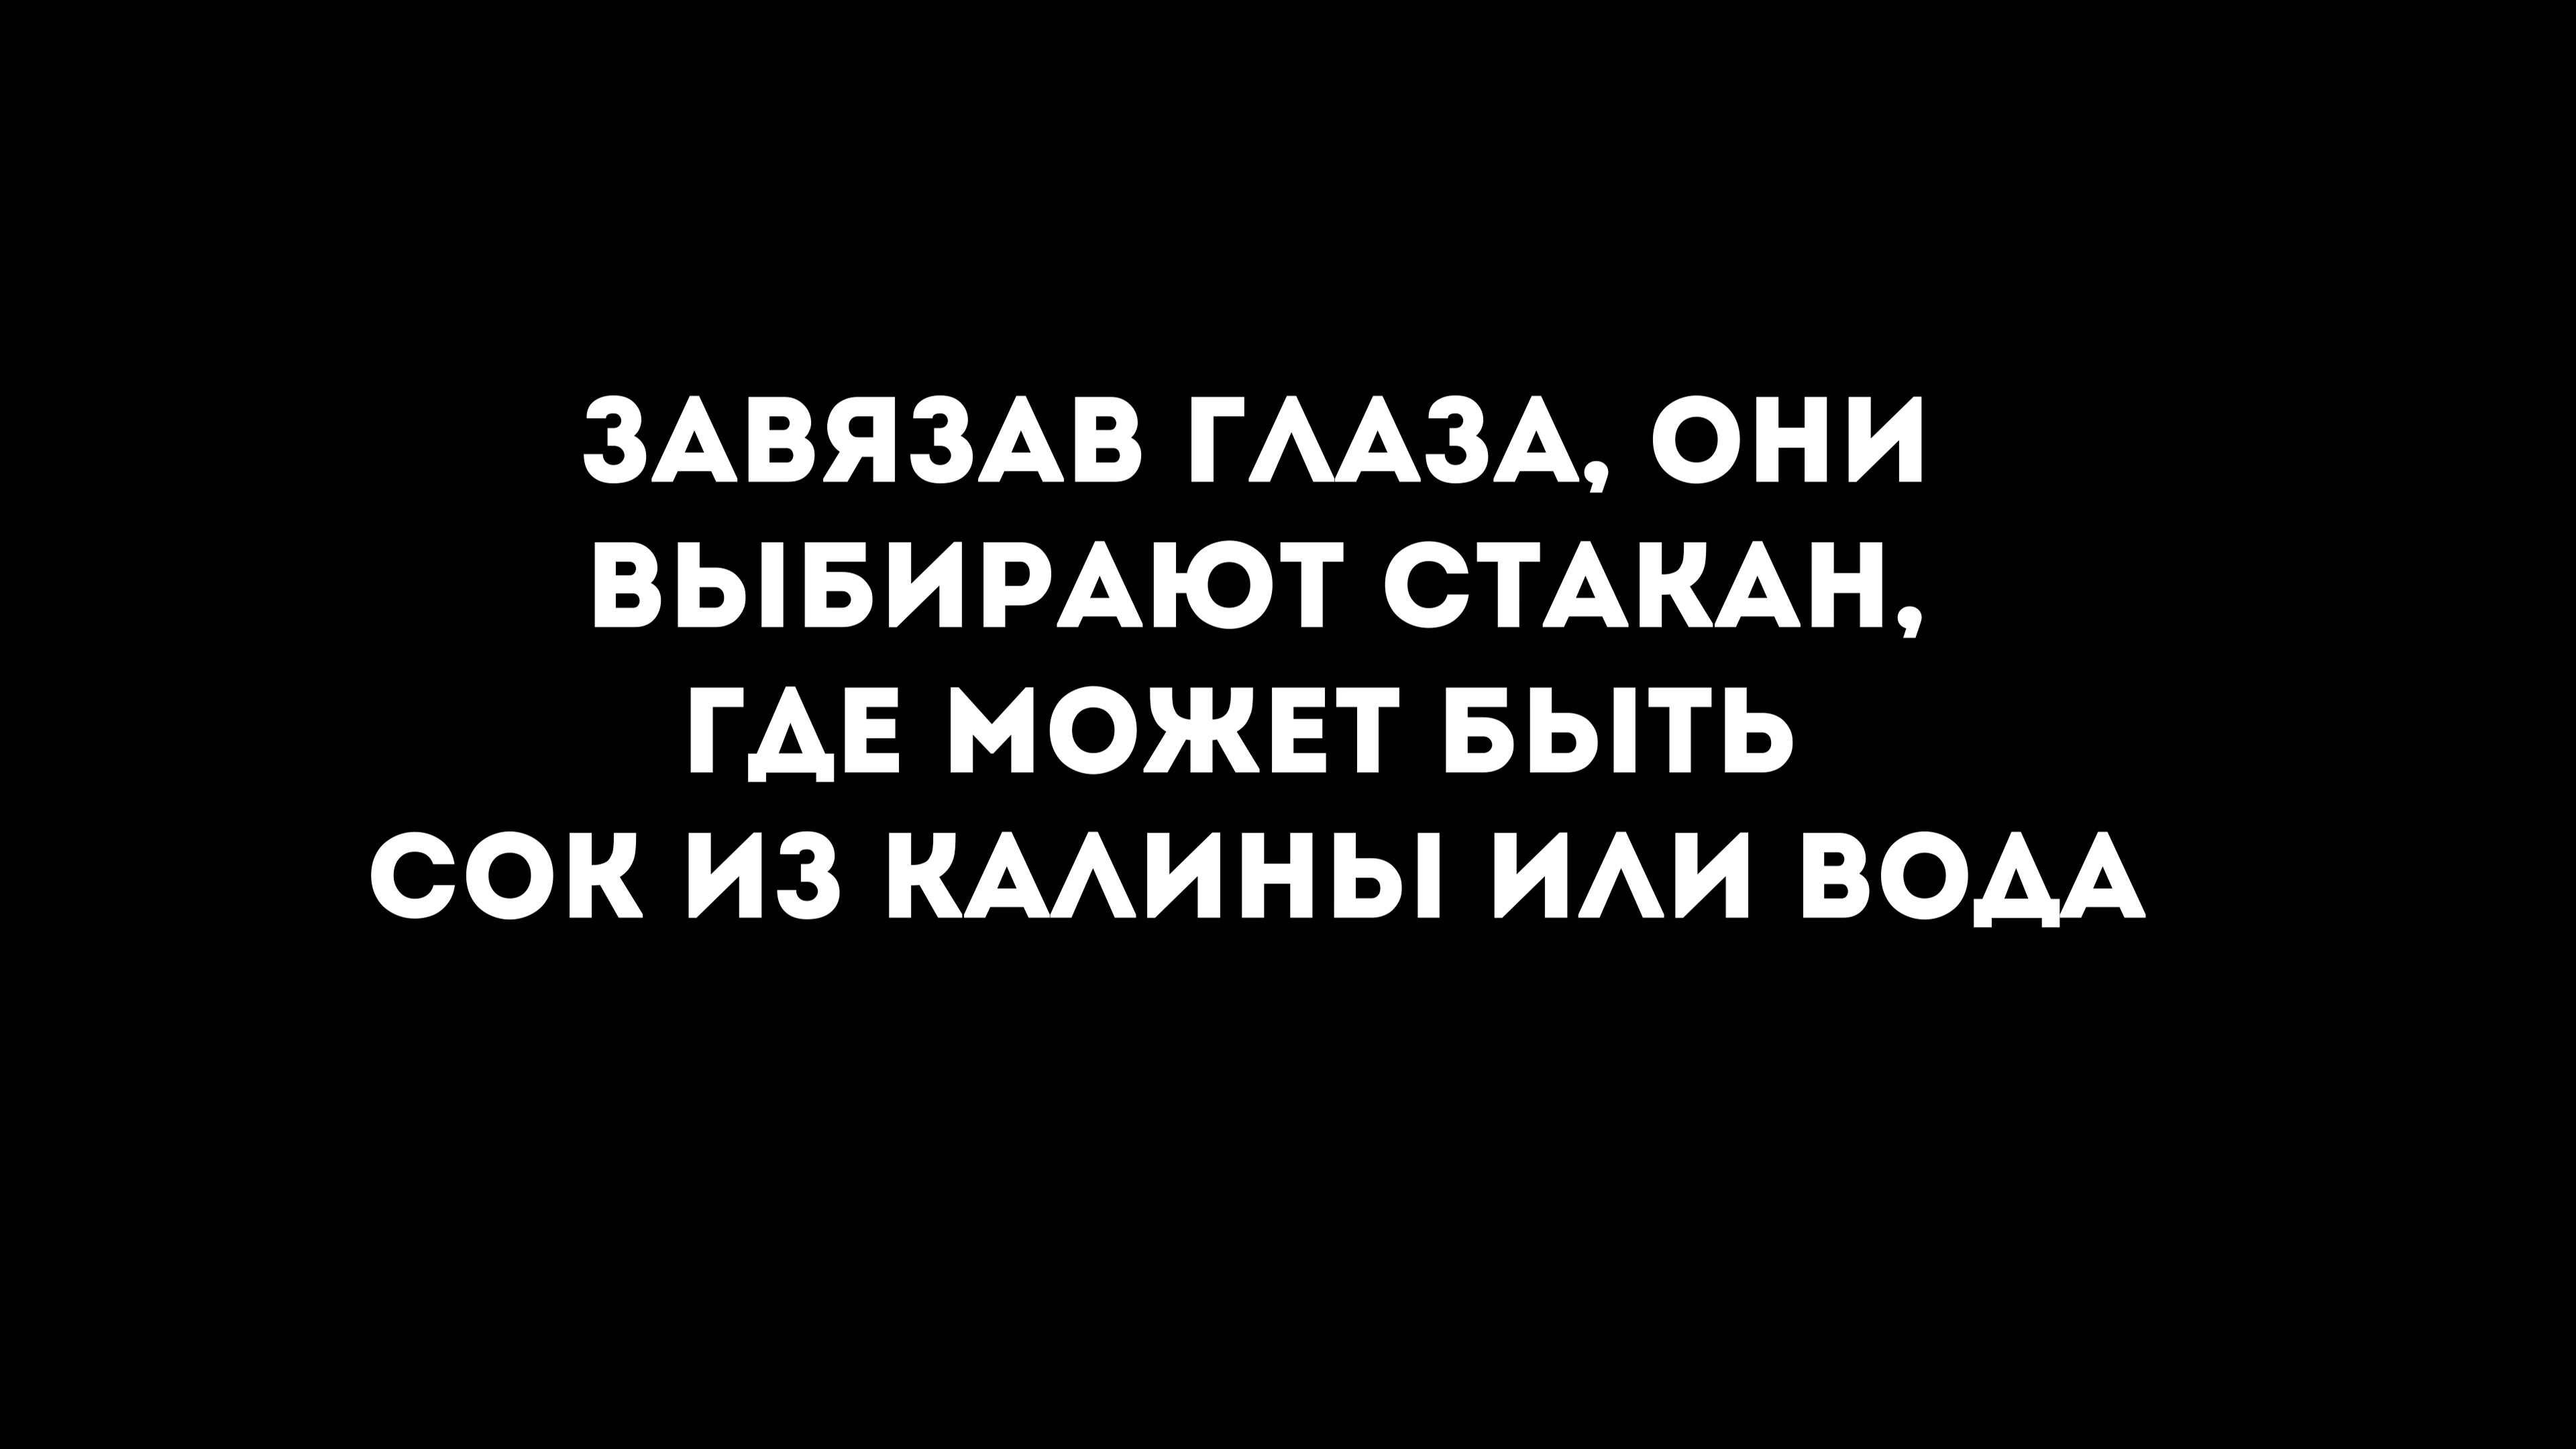 ЗАВЯЗАВ ГЛАЗА, ОНИ
ВЫБИРАЮТ СТАКАН,
ГДЕ МОЖЕТ БЫТЬ
СОК ИЗ КАЛИНЫ ИЛИ ВОДА